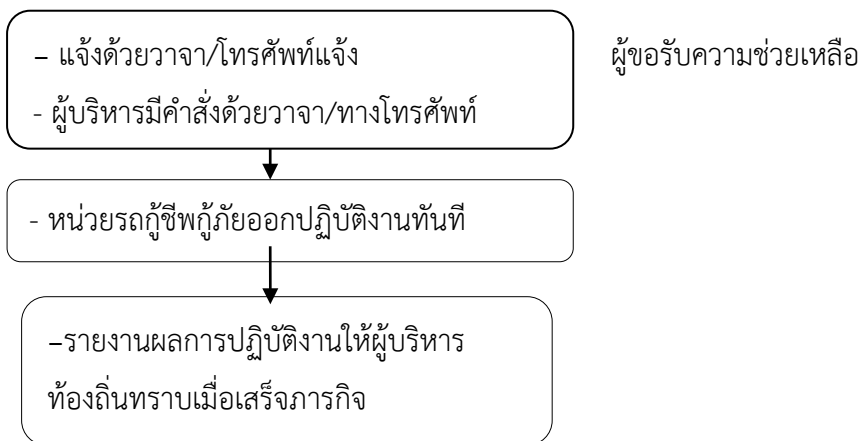 – แจ้งด้วยวาจา/โทรศัพท์แจ้ง
ผู้ขอรับความช่วยเหลือ
- ผู้บริหารมีคำสั่งด้วยวาจา/ทางโทรศัพท์
- หน่วยรถกู้ชีพกู้ภัยออกปฏิบัติงานทันที
–รายงานผลการปฏิบัติงานให้ผู้บริหาร
ท้องถิ่นทราบเมื่อเสร็จภารกิจ